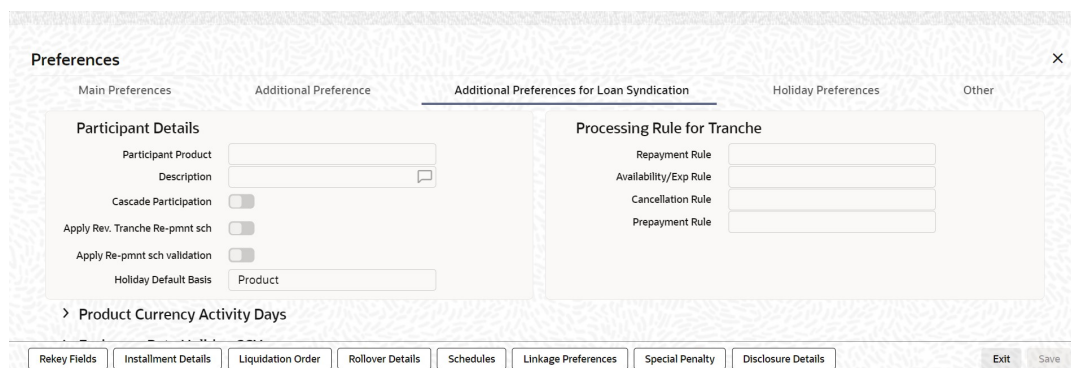 Preferences
Main Preferences Additional Preference Additional Preferences for Loan Syndication Holiday Preferences Other
Participant Details
Participant Product
Description
Cascade Participation
Apply Rev. Tranche Re-pmnt sch
Apply Re-pmnt sch validation
Holiday Default Basis Product
Processing Rule for Tranche
Repayment Rule
Availability/Exp Rule
Cancellation Rule
Prepayment Rule
Product Currency Activity Days
Rekey Fields Installment Details Liquidation Order Rollover Details Schedules Linkage Preferences Special Penalty Disclosure Details Exit Save